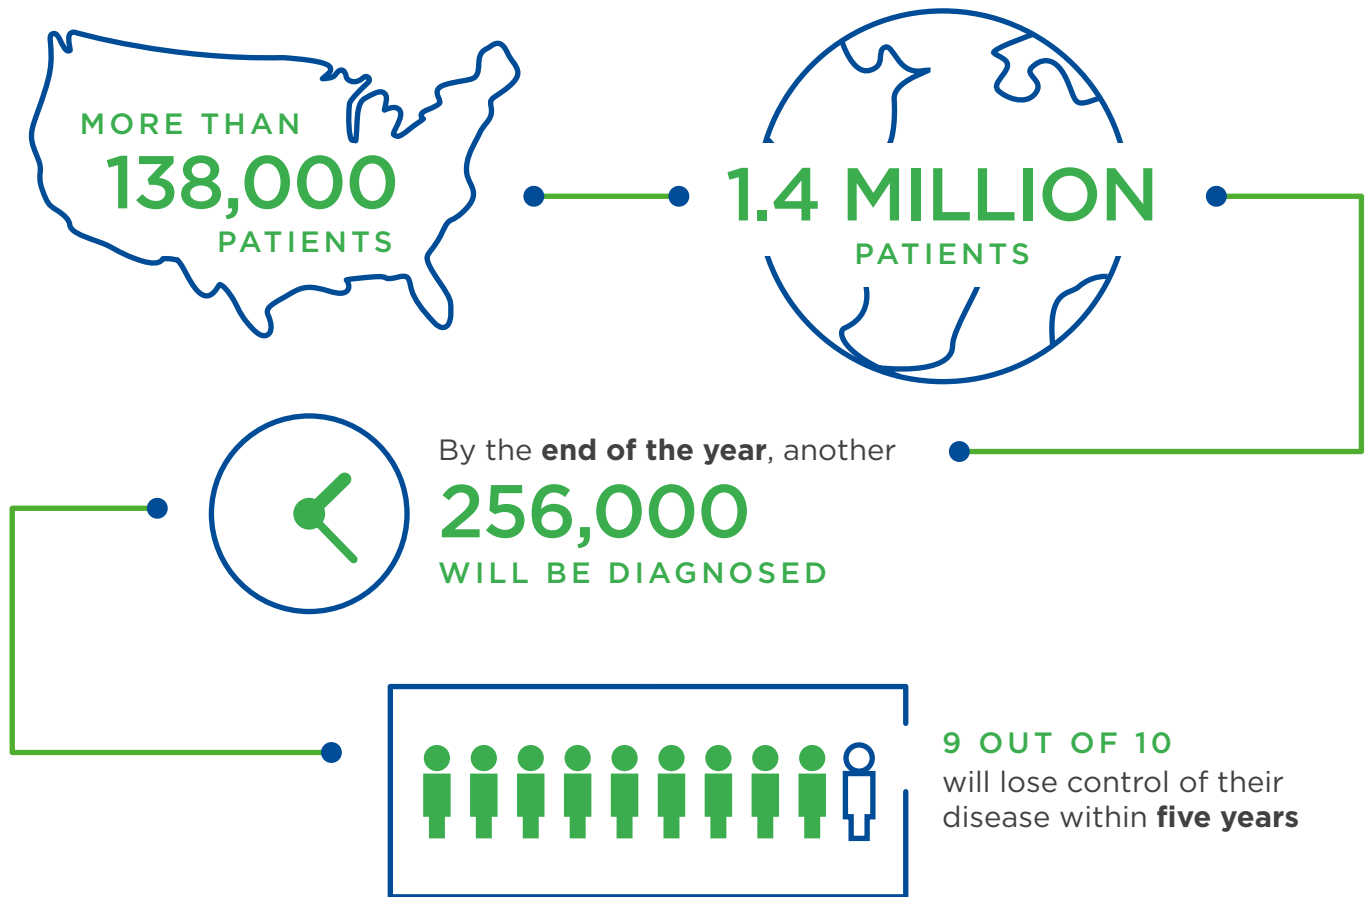 MORE THAN
138,000
PATIENTS
1.4 MILLION
PATIENTS
By the end of the year, another
256,000
WILL BE DIAGNOSED
9 OUT OF 10
will lose control of their
disease within five years